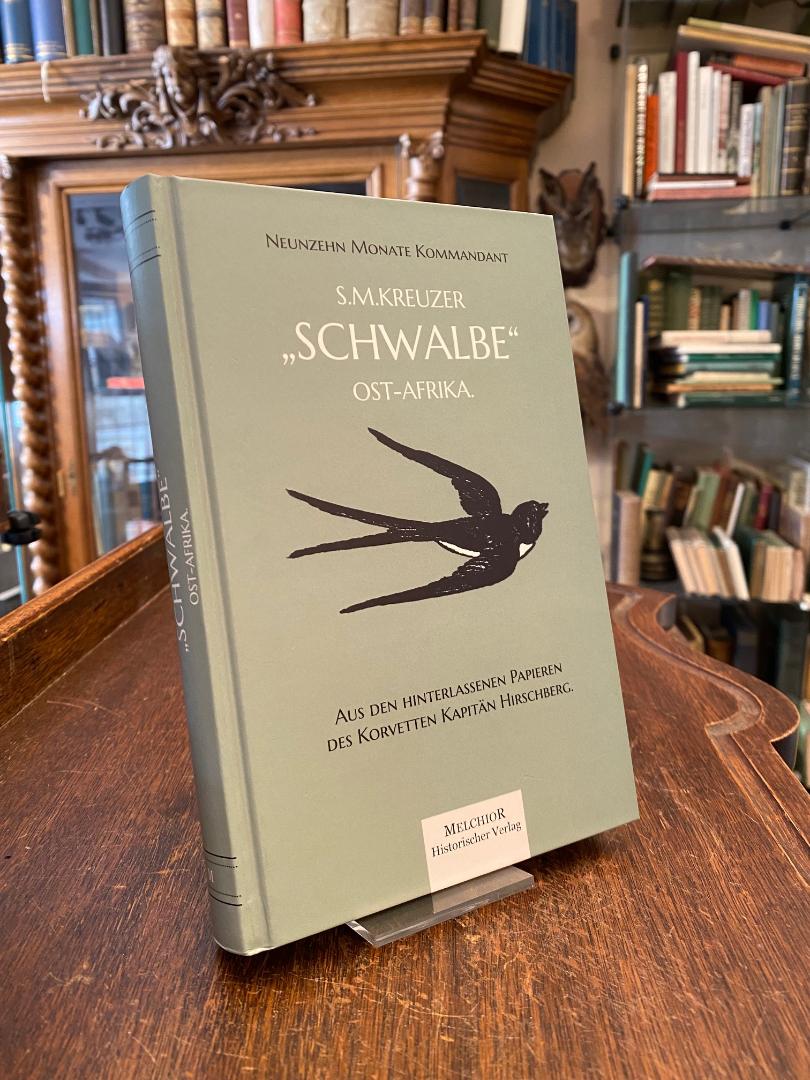 Neunzehn Monate Kommandant
S.M.KREUZER
„SCHWALBE“
OST-AFRIKA.
Aus den hinterlassenen Papieren
des Korvetten Kapitän Hirschberg.
MELCHIOR
Historischer Verlag
„SCHWALBE“
OST-AFRIKA.